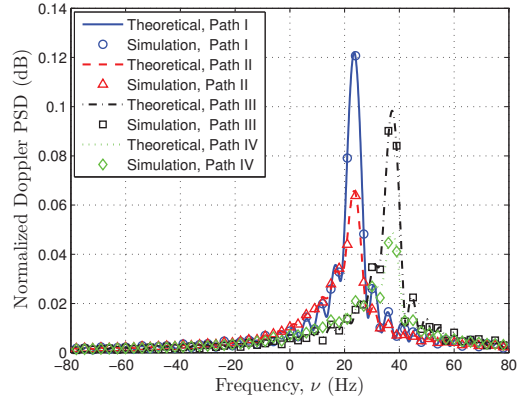 0.14
0.12
0.1
0.08
0.06
0.04
0.02
0
Normalized Doppler PSD (dB)
Theoretical, Path I
Simulation, Path I
Theoretical, Path II
Simulation, Path II
Theoretical, Path III
Simulation, Path III
Theoretical, Path IV
Simulation, Path IV
−80 −60 −40 −20 0 20 40 60 80
Frequency, ν (Hz)